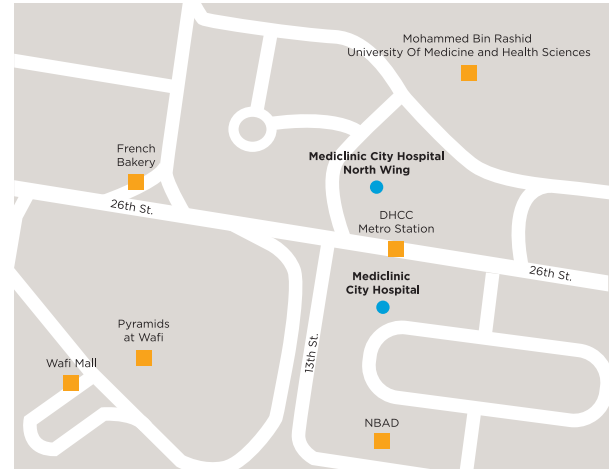 Mohammed Bin Rashid
University Of Medicine and Health Sciences
French
Bakery
Mediclinic City Hospital
North Wing
26th St.
DHCC
Metro Station
26th St.
Mediclinic
City Hospital
Pyramids
at Wafi
13th St.
Wafi Mall
NBAD